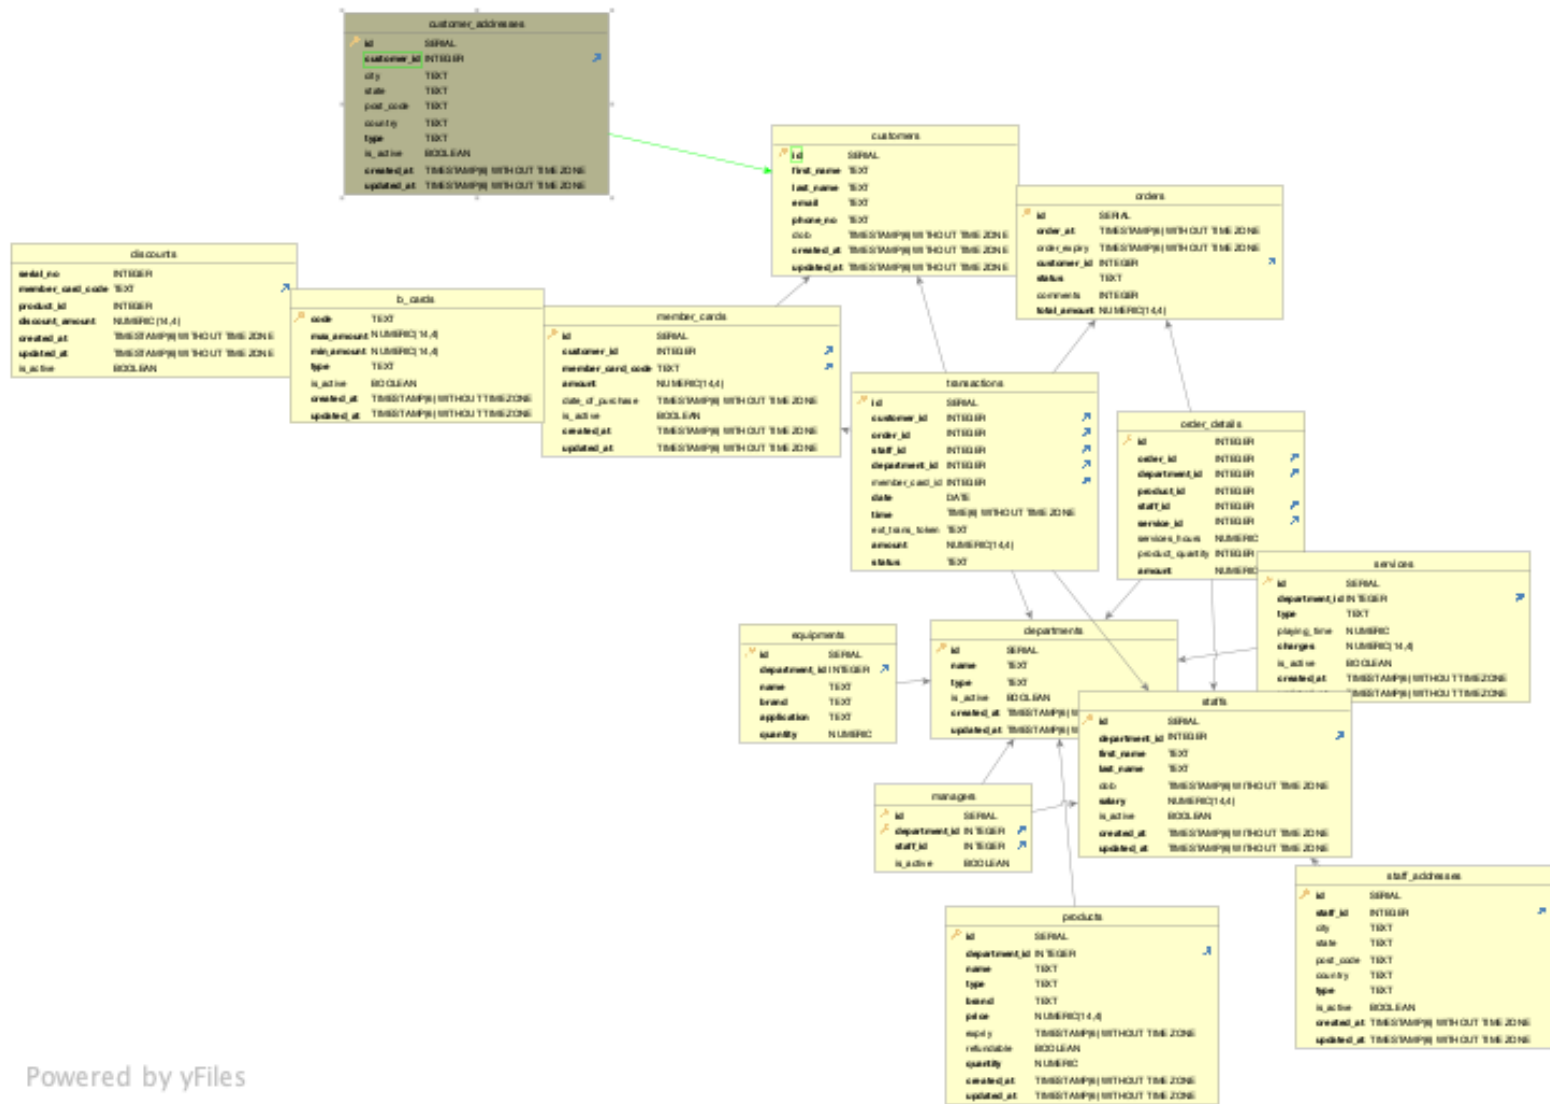 customer_addresses
id SERIAL
customer_id INTEGER
city TEXT
state TEXT
post_code TEXT
country TEXT
type TEXT
is_active BOOLEAN
created_at TIMESTAMP(6) WITHOUT TIME ZONE
updated_at TIMESTAMP(6) WITHOUT TIME ZONE
customers
id SERIAL
first_name TEXT
last_name TEXT
email TEXT
phone_no TEXT
dob TIMESTAMP(6) WITHOUT TIME ZONE
created_at TIMESTAMP(6) WITHOUT TIME ZONE
updated_at TIMESTAMP(6) WITHOUT TIME ZONE
orders
id SERIAL
order_at TIMESTAMP(6) WITHOUT TIME ZONE
order_expiry TIMESTAMP(6) WITHOUT TIME ZONE
customer_id INTEGER
status TEXT
comments INTEGER
total_amount NUMERIC(14,4)
discounts
serial_no INTEGER
member_card_code TEXT
product_id INTEGER
discount_amount NUMERIC(14,4)
created_at TIMESTAMP(6) WITHOUT TIME ZONE
updated_at TIMESTAMP(6) WITHOUT TIME ZONE
is_active BOOLEAN
b_cards
code TEXT
max_amount NUMERIC(14,4)
min_amount NUMERIC(14,4)
type TEXT
is_active BOOLEAN
created_at TIMESTAMP(6) WITHOUT TIME ZONE
updated_at TIMESTAMP(6) WITHOUT TIME ZONE
member_cards
id SERIAL
customer_id INTEGER
member_card_code TEXT
amount NUMERIC(14,4)
date_of_purchase TIMESTAMP(6) WITHOUT TIME ZONE
is_active BOOLEAN
created_at TIMESTAMP(6) WITHOUT TIME ZONE
updated_at TIMESTAMP(6) WITHOUT TIME ZONE
transactions
id SERIAL
customer_id INTEGER
order_id INTEGER
staff_id INTEGER
department_id INTEGER
member_card_id INTEGER
date DATE
time TIME(6) WITHOUT TIME ZONE
ext_trans_token TEXT
amount NUMERIC(14,4)
status TEXT
order_details
id INTEGER
order_id INTEGER
department_id INTEGER
product_id INTEGER
staff_id INTEGER
service_id INTEGER
services_hours NUMERIC
product_quantity INTEGER
amount NUMERIC
services
id SERIAL
department_id INTEGER
type TEXT
playing_time NUMERIC
charges NUMERIC(14,4)
is_active BOOLEAN
created_at TIMESTAMP(6) WITHOUT TIME ZONE
TIMESTAMP(6) WITHOUT TIME ZONE
equipments
id SERIAL
department_id INTEGER
name TEXT
brand TEXT
application TEXT
quantity NUMERIC
departments
id SERIAL
name TEXT
type TEXT
is_active BOOLEAN
created_at TIMESTAMP(6) W
updated_at TIMESTAMP(6) W
staffs
id SERIAL
department_id INTEGER
first_name TEXT
last_name TEXT
dob TIMESTAMP(6) WITHOUT TIME ZONE
salary NUMERIC(14,4)
is_active BOOLEAN
created_at TIMESTAMP(6) WITHOUT TIME ZONE
updated_at TIMESTAMP(6) WITHOUT TIME ZONE
managers
id SERIAL
department_id INTEGER
staff_id INTEGER
is_active BOOLEAN
staff_addresses
id SERIAL
staff_id INTEGER
city TEXT
state TEXT
post_code TEXT
country TEXT
type TEXT
is_active BOOLEAN
created_at TIMESTAMP(6) WITHOUT TIME ZONE
updated_at TIMESTAMP(6) WITHOUT TIME ZONE
products
id SERIAL
department_id INTEGER
name TEXT
type TEXT
brand TEXT
price NUMERIC(14,4)
expiry TIMESTAMP(6) WITHOUT TIME ZONE
refundable BOOLEAN
quantity NUMERIC
created_at TIMESTAMP(6) WITHOUT TIME ZONE
updated_at TIMESTAMP(6) WITHOUT TIME ZONE
Powered by yFiles